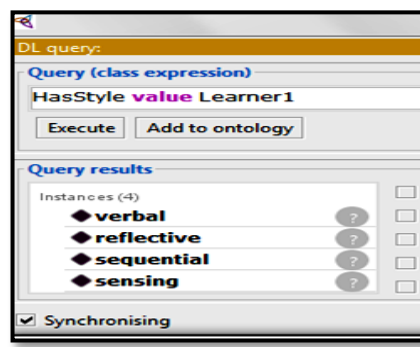 DL query:
Query (class expression)
HasStyle value Learner1
Execute Add to ontology
Query results
Instances (4)
verbal ?
reflective ?
sequential ?
sensing ?
Synchronising